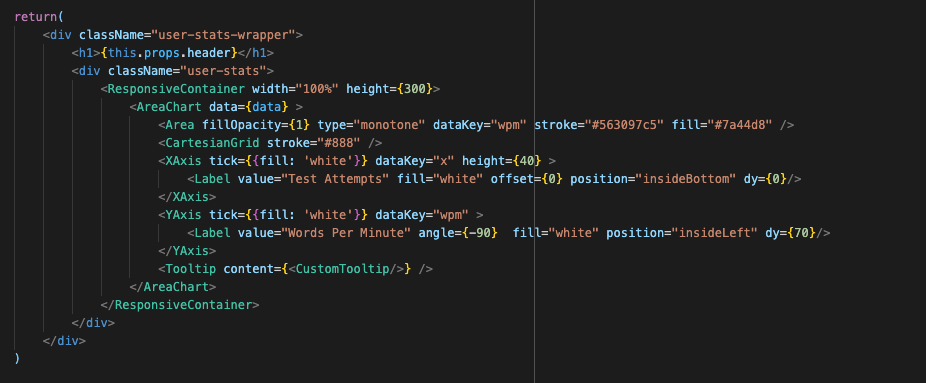 return(
<div className="user-stats-wrapper">
<h1>{this.props.header}</h1>
<div className="user-stats">
<ResponsiveContainer width="100%" height={300}>
<AreaChart data={data} >
<Area fillOpacity={1} type="monotone" dataKey="wpm" stroke="#563097c5" fill="#7a44d8" />
<CartesianGrid stroke="#888" />
<XAxis tick={{fill: 'white'}} dataKey="x" height={40} >
<Label value="Test Attempts" fill="white" offset={0} position="insideBottom" dy={0}/>
</XAxis>
<YAxis tick={{fill: 'white'}} dataKey="wpm" >
<Label value="Words Per Minute" angle={-90}  fill="white" position="insideLeft" dy={70}/>
</YAxis>
<Tooltip content={<CustomTooltip/>} />
</AreaChart>
</ResponsiveContainer>
</div>
</div>
)